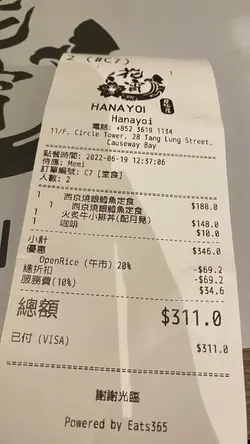 2 (#C7)
花宵
HANAYOI
Hanayoi
電話: +852 3619 1134
11/F, Circle Tower, 28 Tang Lung Street,
Causeway Bay
點餐時間: 2022-06-19 12:37:06
侍應: Memi
訂單編號: C7 [堂食]
人數: 2
1 西京燒銀鱈魚定食 $188.0
1 西京燒銀鱈魚定食
1 火炙牛小排丼(配月見) $148.0
1 咖啡 $10.0
小計 $346.0
優惠
OpenRice (午市) 20% -$69.2
總折扣 -$69.2
服務費(10%) $34.6
總額 $311.0
已付 (VISA) $311.0
謝謝光臨
Powered by Eats365